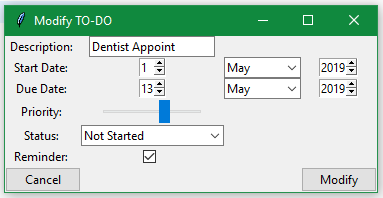 Modify TO-DO
Description: Dentist Appoint
Start Date: 1 May 2019
Due Date: 13 May 2019
Priority:
Status: Not Started
Reminder:
Cancel Modify